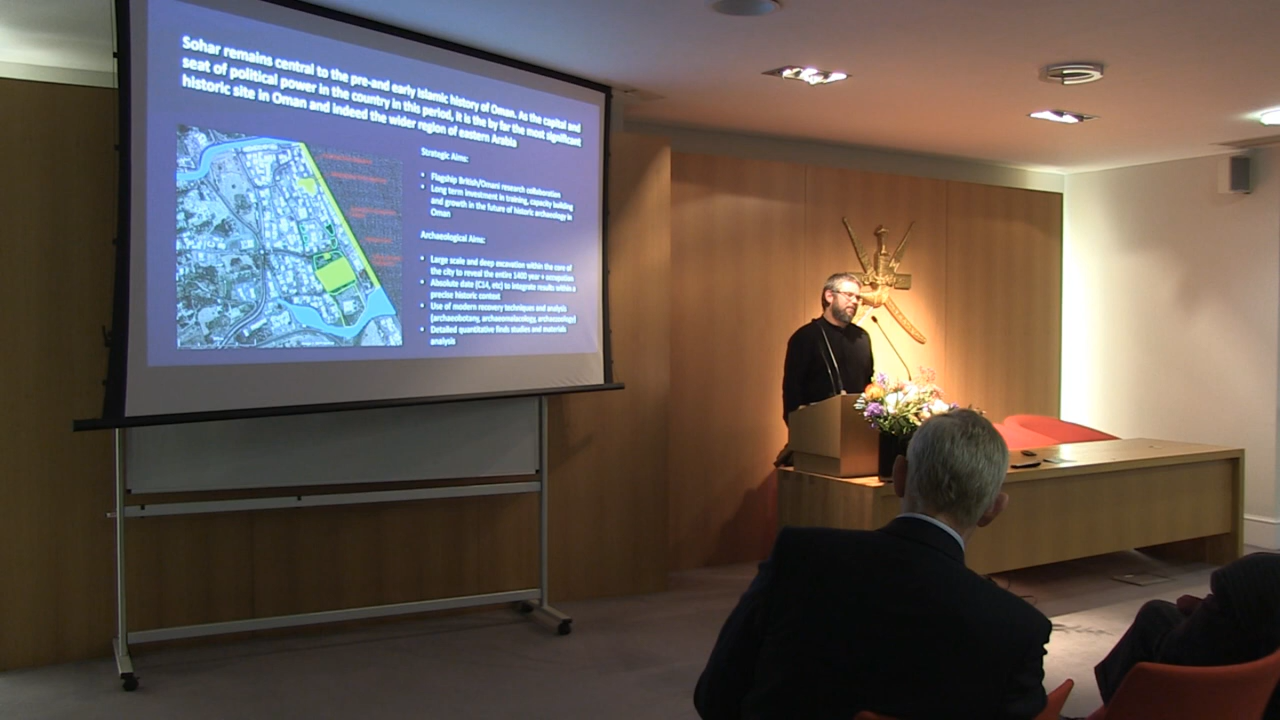 Sohar remains central to the pre-and early Islamic history of Oman. As the capital and
seat of political power in the country in this period, it is the by far the most significant
historic site in Oman and indeed the wider region of eastern Arabia
Strategic Aims:
• Flagship British/Omani research collaboration
• Long term investment in training, capacity building
and growth in the future of historic archaeology in
Oman
Archaeological Aims:
• Large scale and deep excavation within the core of
the city to reveal the entire 1400 year + occupation
• Absolute date (C14, etc) to integrate results within a
precise historic context
• Use of modern recovery techniques and analysis
(archaeobotany, archaeomalacology, archaeozoology)
• Detailed quantitative finds studies and materials
analysis